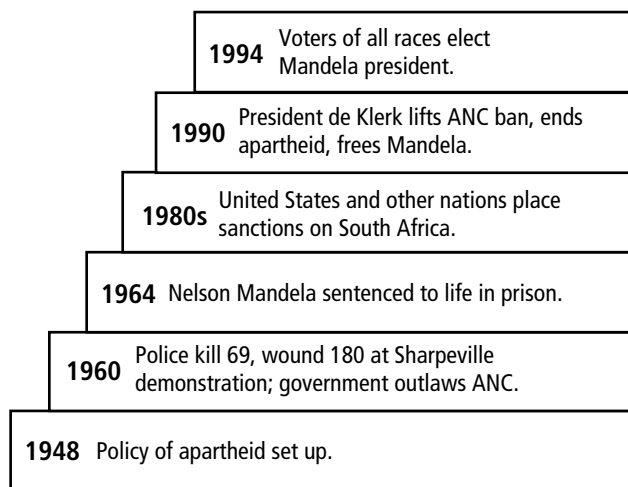 1994 Voters of all races elect
Mandela president.
1990 President de Klerk lifts ANC ban, ends
apartheid, frees Mandela.
1980s United States and other nations place
sanctions on South Africa.
1964 Nelson Mandela sentenced to life in prison.
1960 Police kill 69, wound 180 at Sharpeville
demonstration; government outlaws ANC.
1948 Policy of apartheid set up.